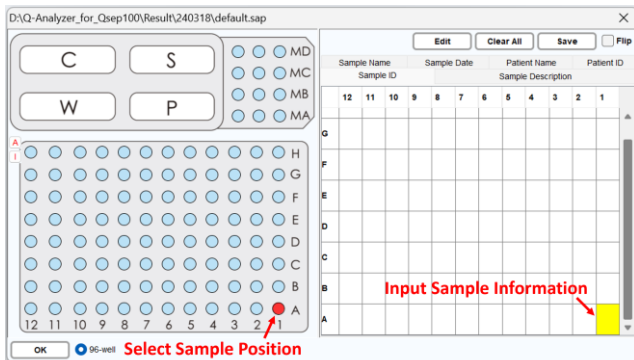 D:\Q-Analyzer_for_Qsep100\Result\240318\default.sap
C S
W P
MD
MC
MB
MA
Edit Clear All Save Flip
Sample Name Sample Date Patient Name Patient ID
Sample ID Sample Description
12 11 10 9 8 7 6 5 4 3 2 1
G
F
E
D
C
B
A
A
I
H
G
F
E
D
C
B
A
12 11 10 9 8 7 6 5 4 3 2 1
Input Sample Information
OK 96-well Select Sample Position